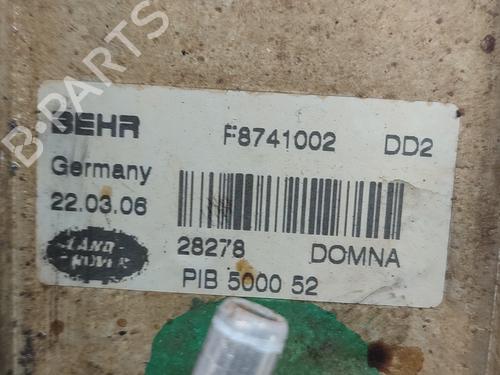 BEHR F8741002 DD2
Germany
22.03.06
28278 DOMNA
LAND ROVER
PIB 5000 52
B-PARTS